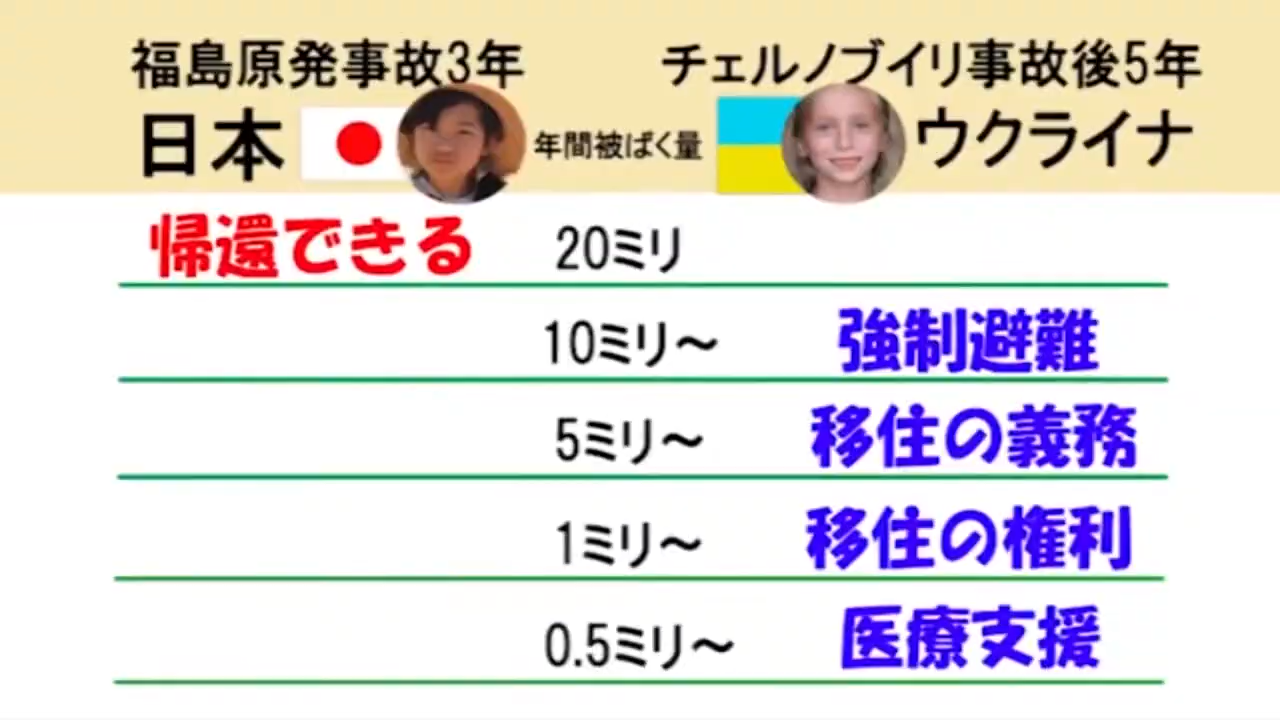 福島原発事故3年
チェルノブイリ事故後5年
日本
年間被ばく量
ウクライナ
帰還できる
20ミリ
10ミリ～
強制避難
5ミリ～
移住の義務
1ミリ～
移住の権利
0.5ミリ～
医療支援